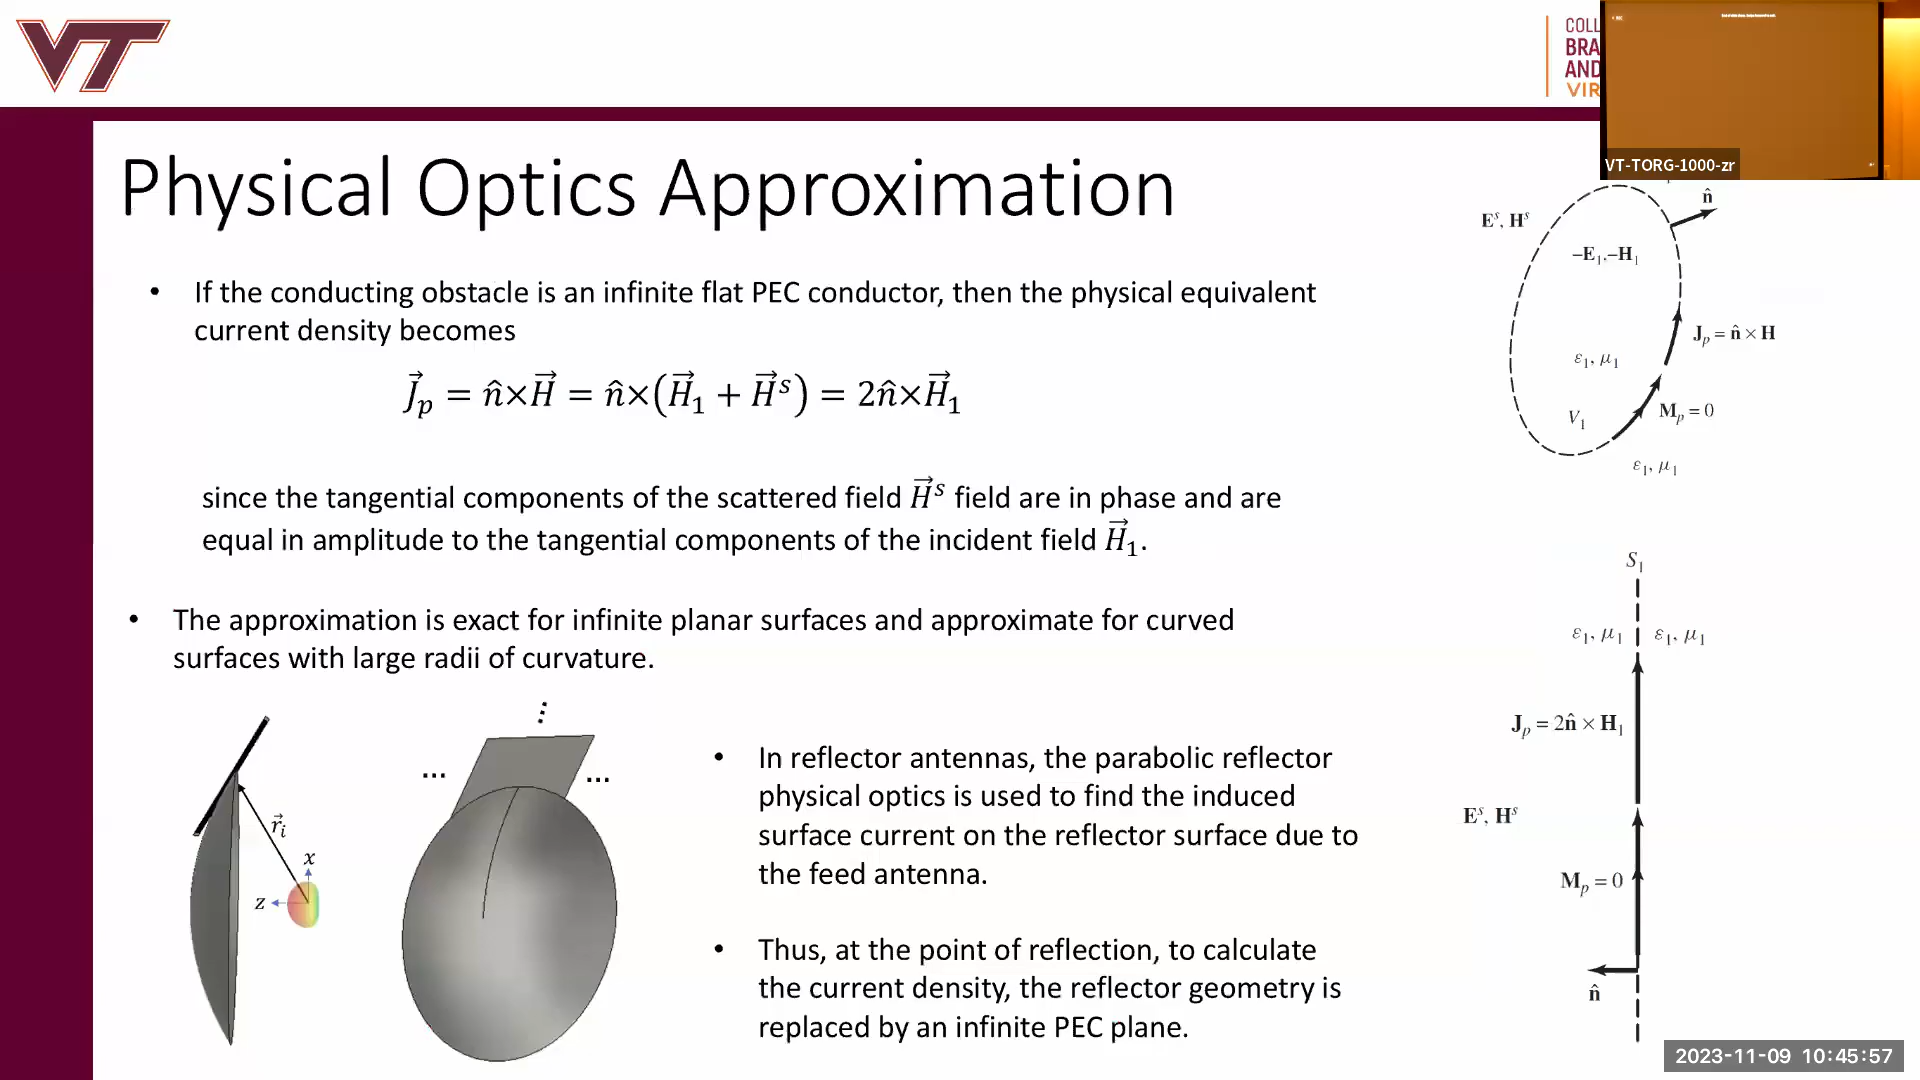 VT
COLL
BRA
AND
VIR
VT-TORG-1000-zr
Physical Optics Approximation
• If the conducting obstacle is an infinite flat PEC conductor, then the physical equivalent
current density becomes
J⃗ₚ = n̂×H⃗ = n̂×(H⃗₁ + H⃗ˢ) = 2n̂×H⃗₁
since the tangential components of the scattered field H⃗ˢ field are in phase and are
equal in amplitude to the tangential components of the incident field H⃗₁.
• The approximation is exact for infinite planar surfaces and approximate for curved
surfaces with large radii of curvature.
⋮
... ...
r⃗ᵢ
x
z
• In reflector antennas, the parabolic reflector
physical optics is used to find the induced
surface current on the reflector surface due to
the feed antenna.
• Thus, at the point of reflection, to calculate
the current density, the reflector geometry is
replaced by an infinite PEC plane.
n̂
Eˢ, Hˢ
–E₁,–H₁
Jₚ = n̂ × H
ε₁, μ₁
Mₚ = 0
V₁
ε₁, μ₁
S₁
ε₁, μ₁ ε₁, μ₁
Jₚ = 2n̂ × H₁
Eˢ, Hˢ
Mₚ = 0
n̂
2023-11-09 10:45:57